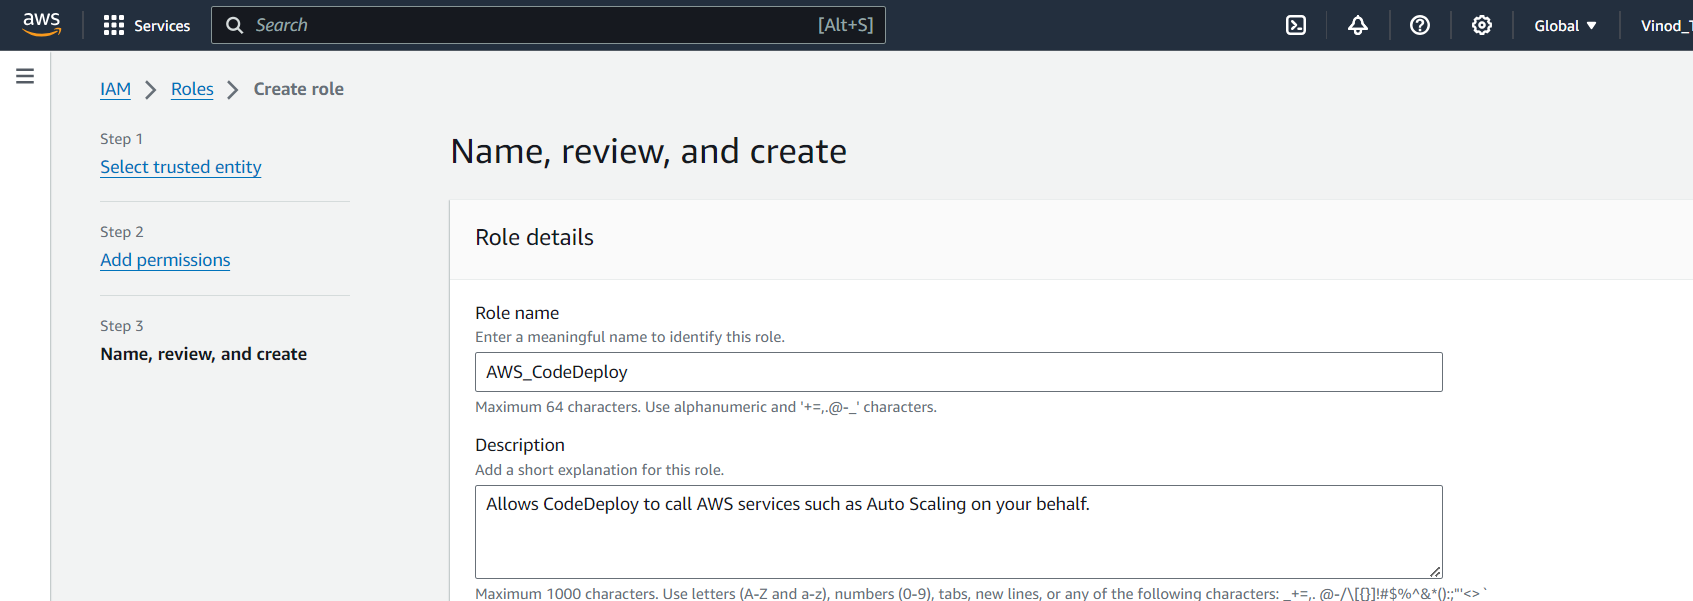 aws
Services
Search
[Alt+S]
Global
IAM
Roles
Create role
Step 1
Select trusted entity
Step 2
Add permissions
Step 3
Name, review, and create
Name, review, and create
Role details
Role name
Enter a meaningful name to identify this role.
AWS_CodeDeploy
Maximum 64 characters. Use alphanumeric and '+=,.@-_' characters.
Description
Add a short explanation for this role.
Allows CodeDeploy to call AWS services such as Auto Scaling on your behalf.
Maximum 1000 characters. Use letters (A-Z and a-z), numbers (0-9), tabs, new lines, or any of the following characters: _+=,. @-/\[{}]!#$%^&*():;"'<>`